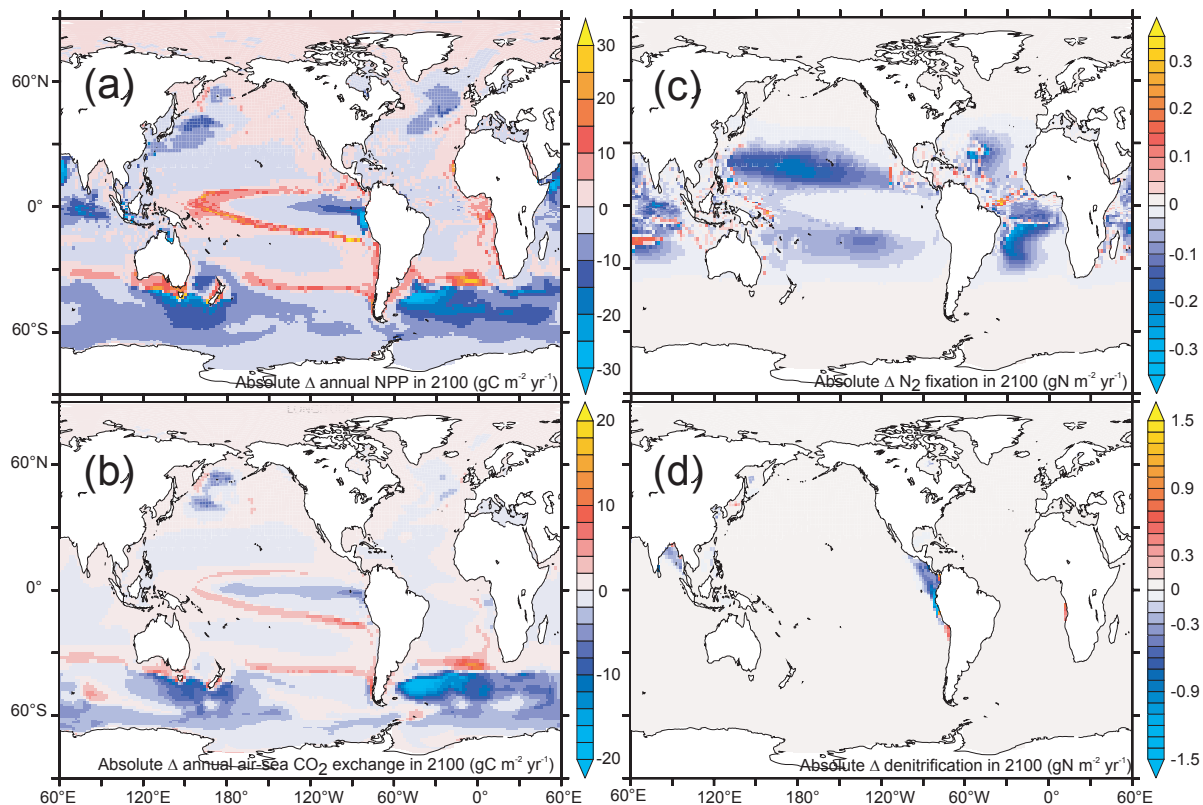 (a)
60°N
0°
60°S
Absolute Δ annual NPP in 2100 (gC m⁻² yr⁻¹)
30
20
10
0
-10
-20
-30
(c)
Absolute Δ N₂ fixation in 2100 (gN m⁻² yr⁻¹)
0.3
0.2
0.1
0
-0.1
-0.2
-0.3
(b)
60°N
0°
60°S
Absolute Δ annual air-sea CO₂ exchange in 2100 (gC m⁻² yr⁻¹)
20
10
0
-10
-20
(d)
Absolute Δ denitrification in 2100 (gN m⁻² yr⁻¹)
1.5
0.9
0.3
0
-0.3
-0.9
-1.5
60°E 120°E 180°W 120°W 60°W 0° 60°E
60°E 120°E 180°W 120°W 60°W 0° 60°E